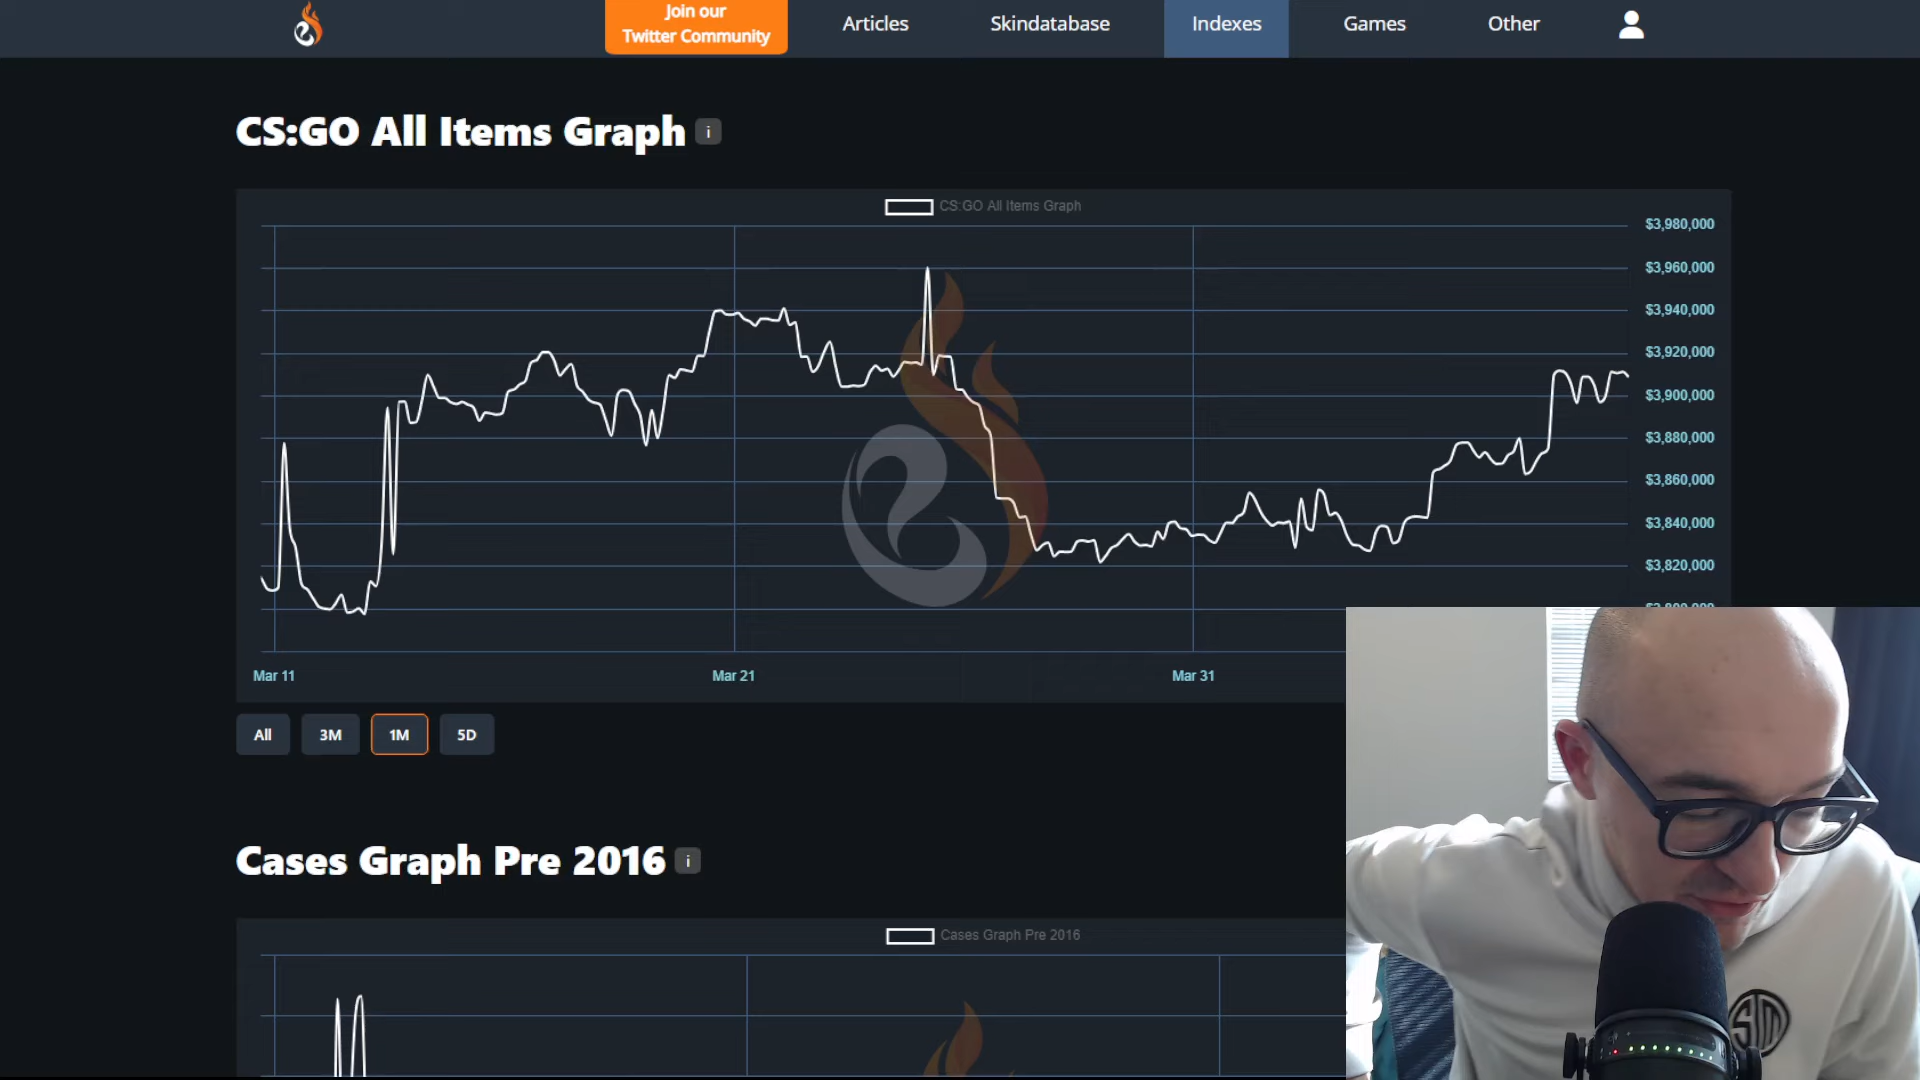 Join our
Twitter Community
Articles
Skindatabase
Indexes
Games
Other
CS:GO All Items Graph i
CS:GO All Items Graph
$3,980,000
$3,960,000
$3,940,000
$3,920,000
$3,900,000
$3,880,000
$3,860,000
$3,840,000
$3,820,000
Mar 11
Mar 21
Mar 31
All
3M
1M
5D
Cases Graph Pre 2016 i
Cases Graph Pre 2016